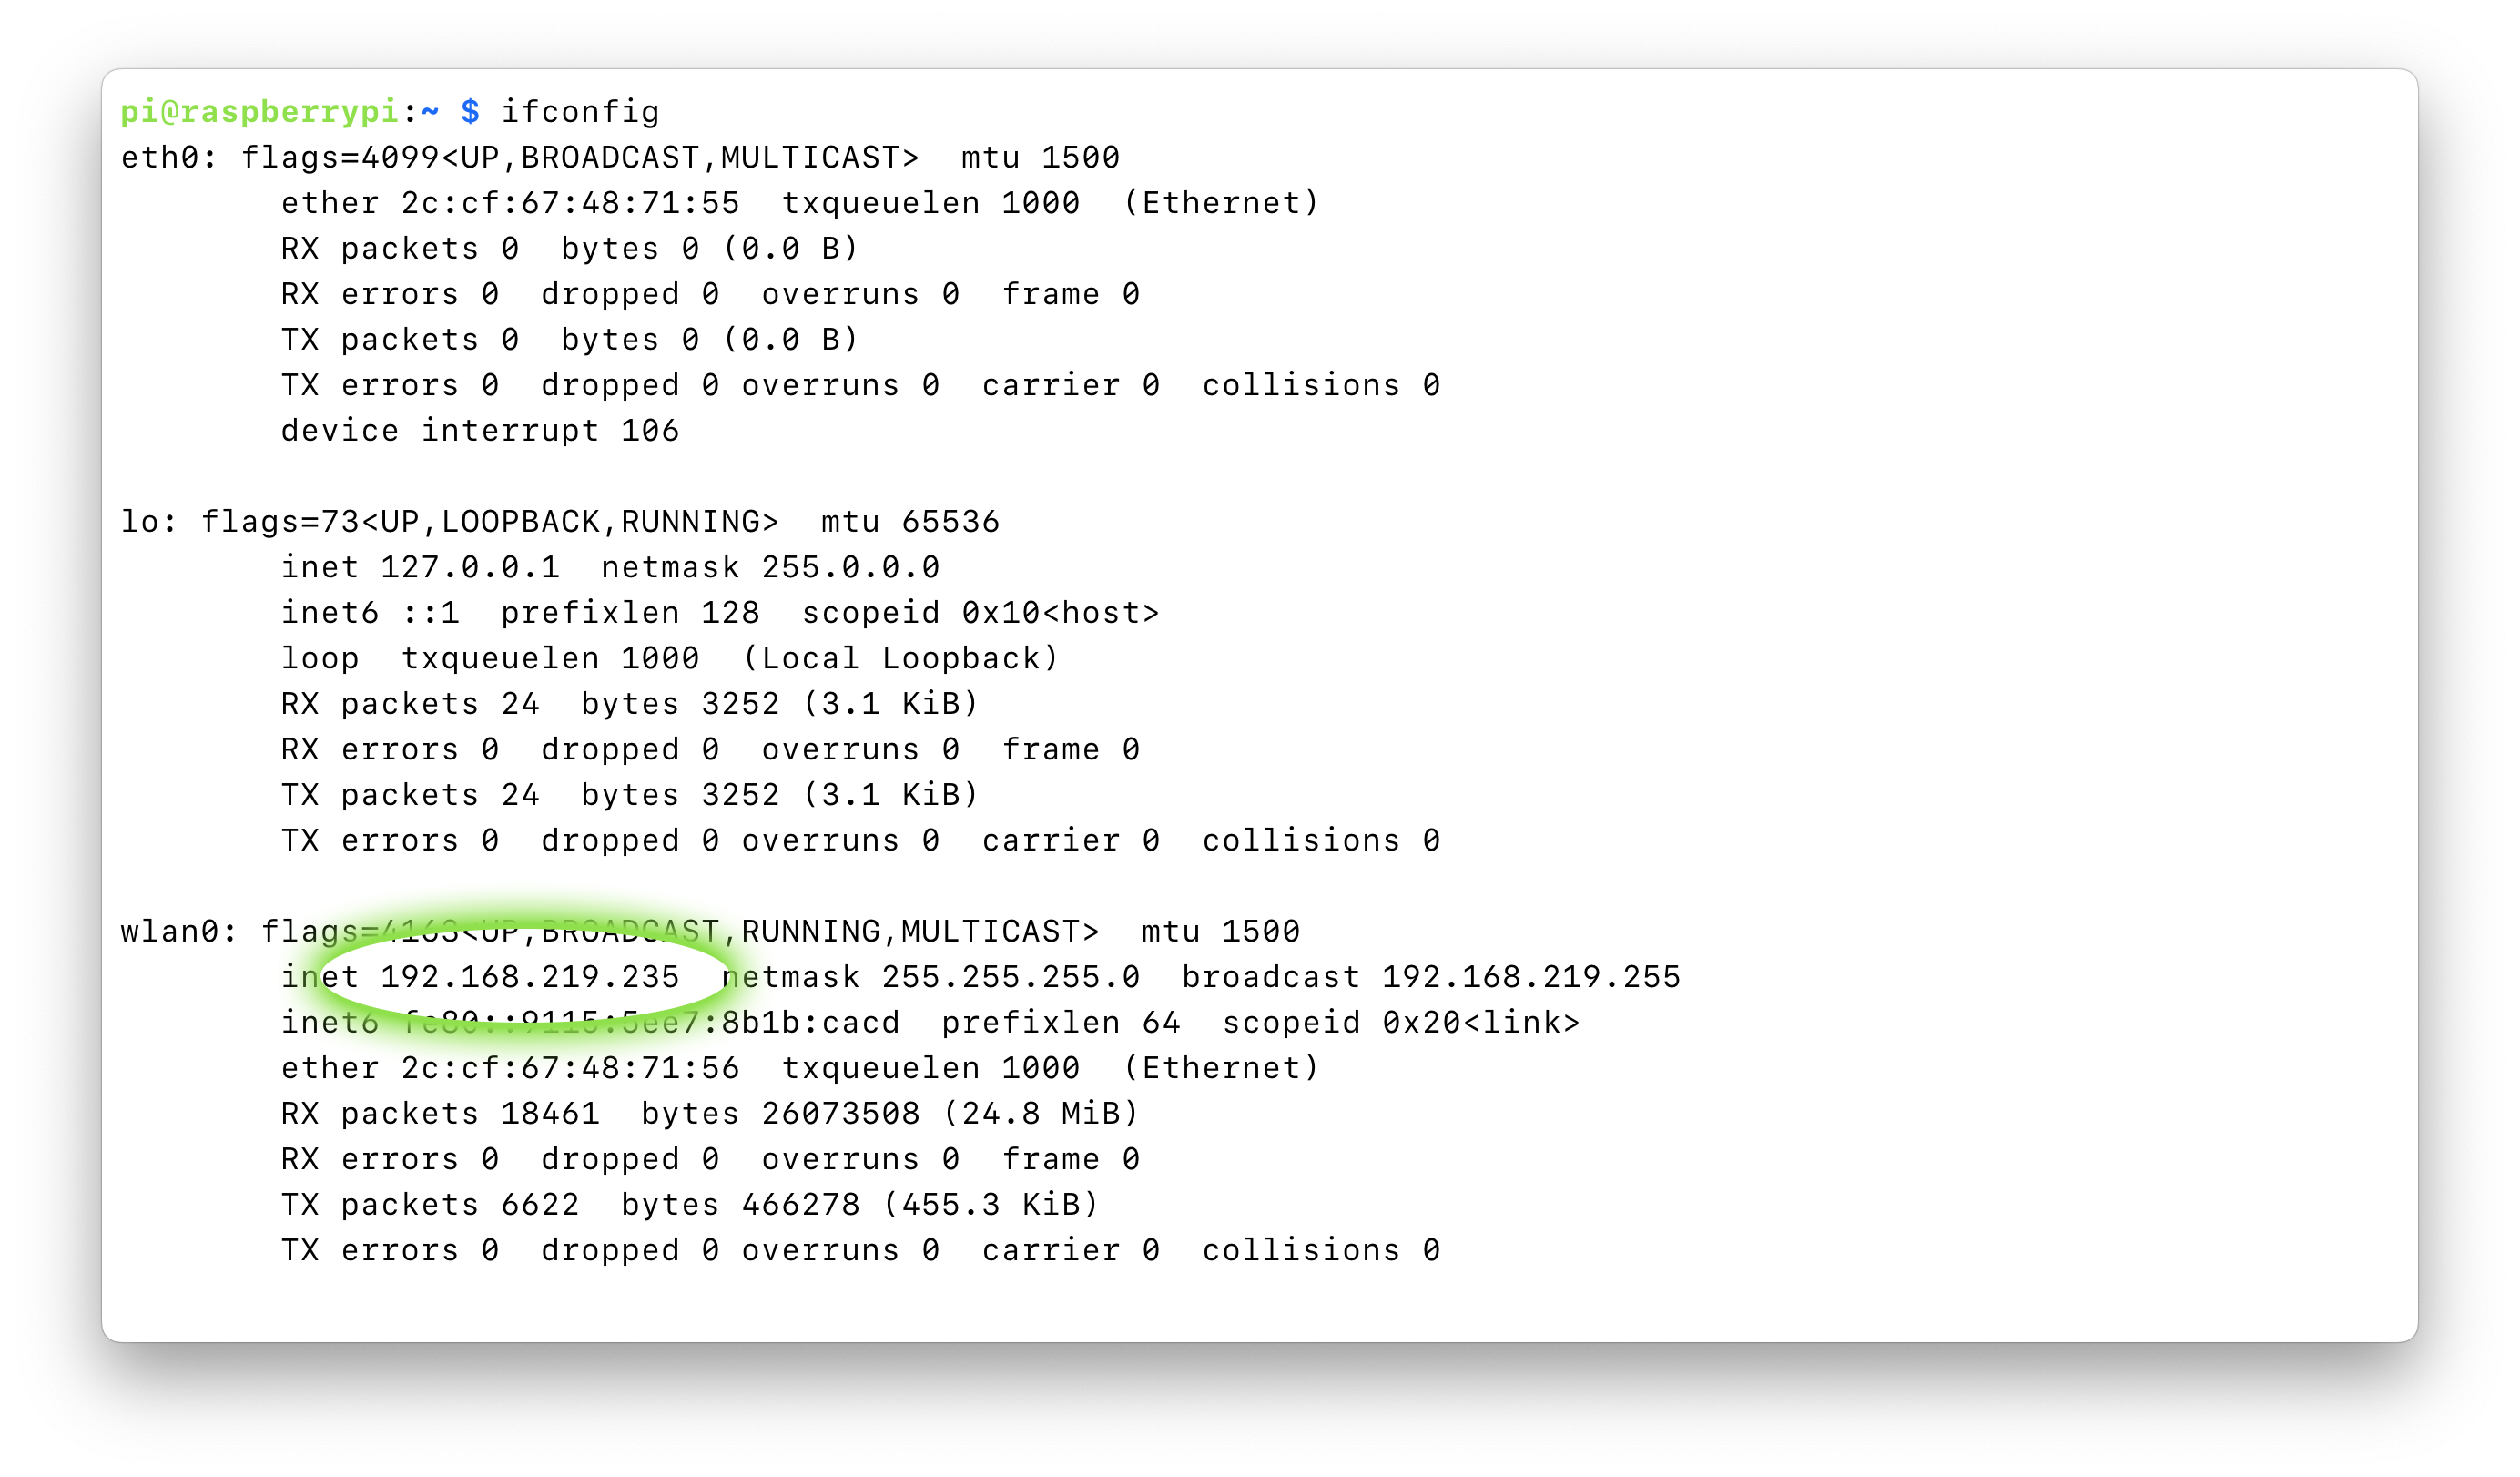 pi@raspberrypi:~ $ ifconfig
eth0: flags=4099<UP,BROADCAST,MULTICAST>  mtu 1500
        ether 2c:cf:67:48:71:55  txqueuelen 1000  (Ethernet)
        RX packets 0  bytes 0 (0.0 B)
        RX errors 0  dropped 0  overruns 0  frame 0
        TX packets 0  bytes 0 (0.0 B)
        TX errors 0  dropped 0 overruns 0  carrier 0  collisions 0
        device interrupt 106

lo: flags=73<UP,LOOPBACK,RUNNING>  mtu 65536
        inet 127.0.0.1  netmask 255.0.0.0
        inet6 ::1  prefixlen 128  scopeid 0x10<host>
        loop  txqueuelen 1000  (Local Loopback)
        RX packets 24  bytes 3252 (3.1 KiB)
        RX errors 0  dropped 0  overruns 0  frame 0
        TX packets 24  bytes 3252 (3.1 KiB)
        TX errors 0  dropped 0 overruns 0  carrier 0  collisions 0

wlan0: flags=4163<UP,BROADCAST,RUNNING,MULTICAST>  mtu 1500
        inet 192.168.219.235  netmask 255.255.255.0  broadcast 192.168.219.255
        inet6 fe80::9115:5ee7:8b1b:cacd  prefixlen 64  scopeid 0x20<link>
        ether 2c:cf:67:48:71:56  txqueuelen 1000  (Ethernet)
        RX packets 18461  bytes 26073508 (24.8 MiB)
        RX errors 0  dropped 0  overruns 0  frame 0
        TX packets 6622  bytes 466278 (455.3 KiB)
        TX errors 0  dropped 0 overruns 0  carrier 0  collisions 0